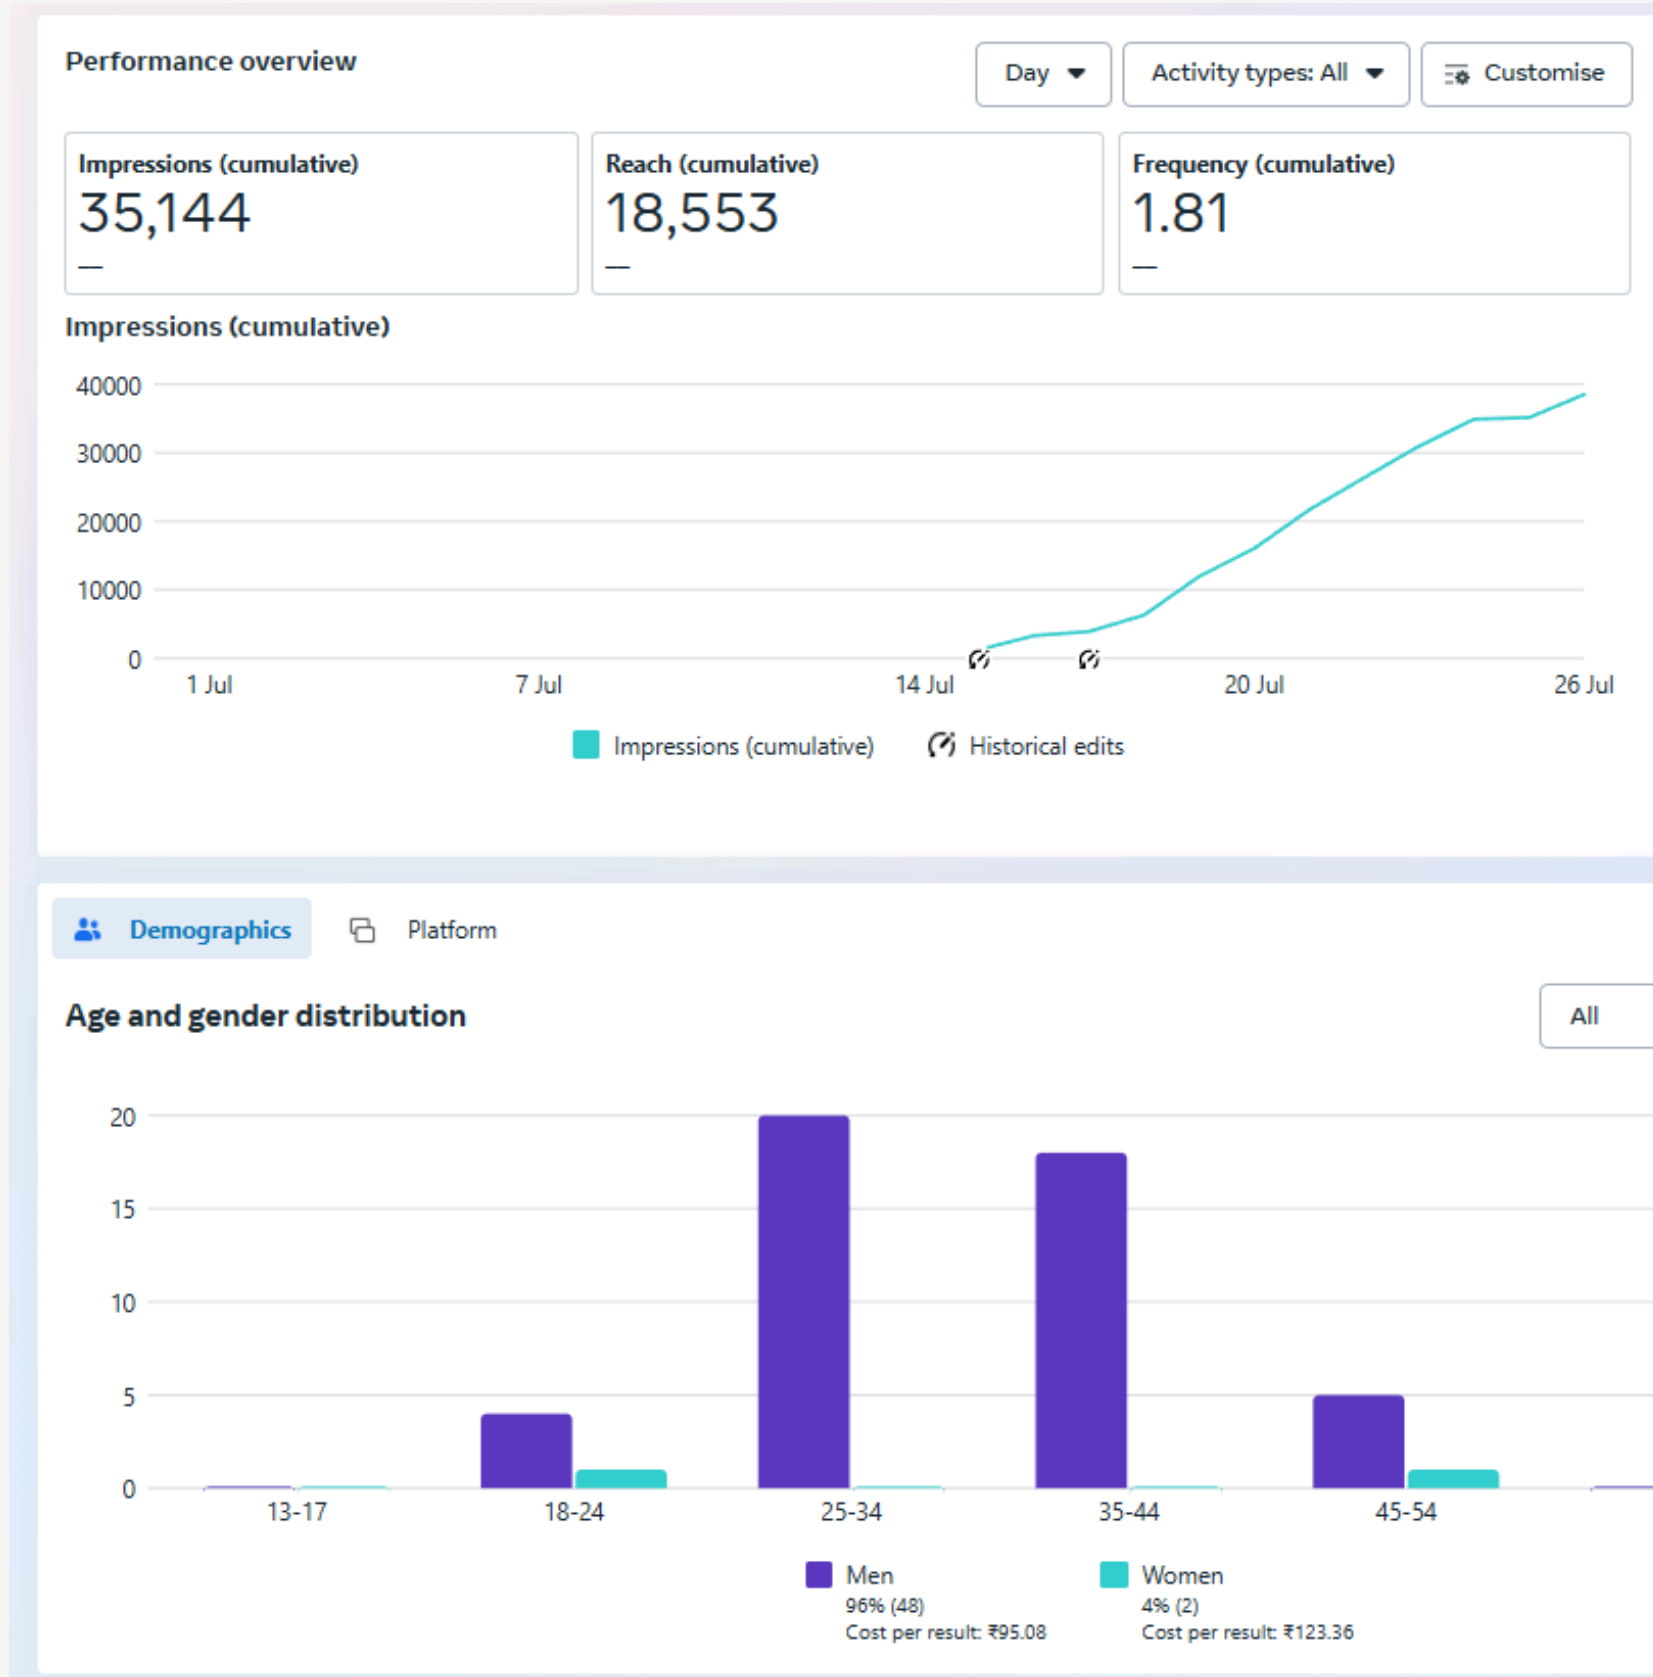 Performance overview
Day
Activity types: All
Customise
Impressions (cumulative)
35,144
—
Reach (cumulative)
18,553
—
Frequency (cumulative)
1.81
—
Impressions (cumulative)
40000
30000
20000
10000
0
1 Jul
7 Jul
14 Jul
20 Jul
26 Jul
Impressions (cumulative)
Historical edits
Demographics
Platform
Age and gender distribution
All
20
15
10
5
0
13-17
18-24
25-34
35-44
45-54
Men
96% (48)
Cost per result: ₹95.08
Women
4% (2)
Cost per result: ₹123.36